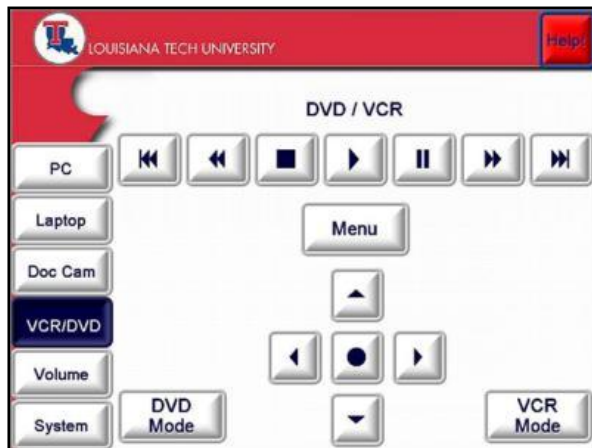 LOUISIANA TECH UNIVERSITY
Help!
DVD / VCR
PC
Laptop
Menu
Doc Cam
VCR/DVD
Volume
System
DVD
Mode
VCR
Mode